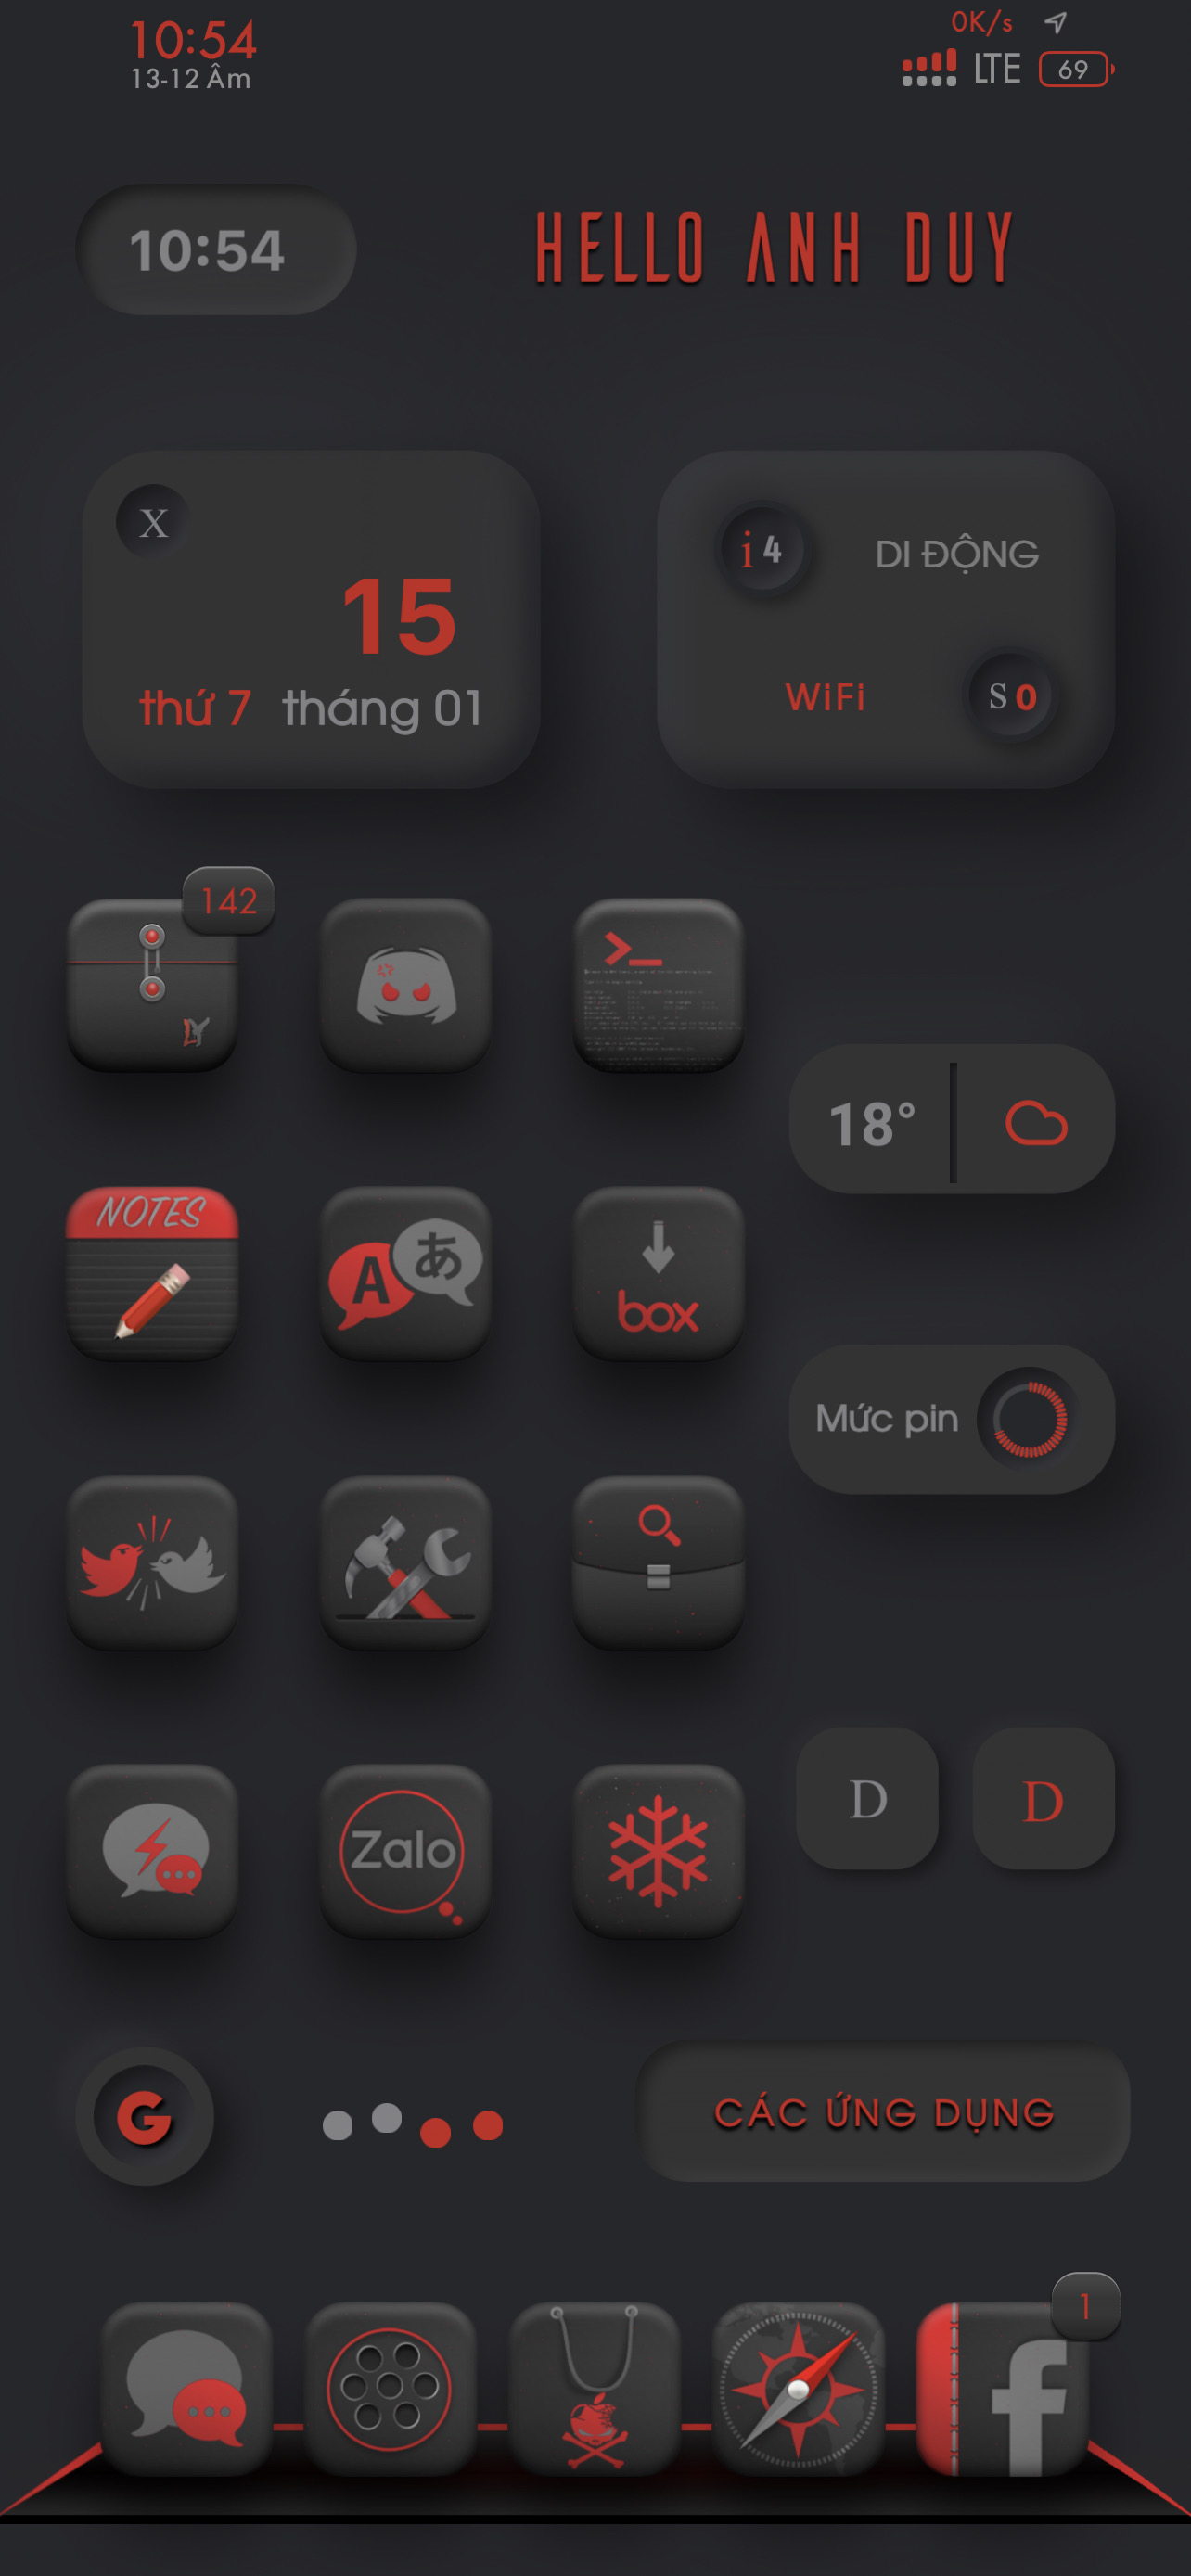 10:54
0K/s
13-12 Âm
LTE 69
10:54
HELLO ANH DUY
X
i 4
DI ĐỘNG
15
thứ 7 tháng 01
WiFi
S 0
142
>_
18°
NOTES
A あ
box
Mức pin
Zalo
D
D
G
CÁC ỨNG DỤNG
1
f